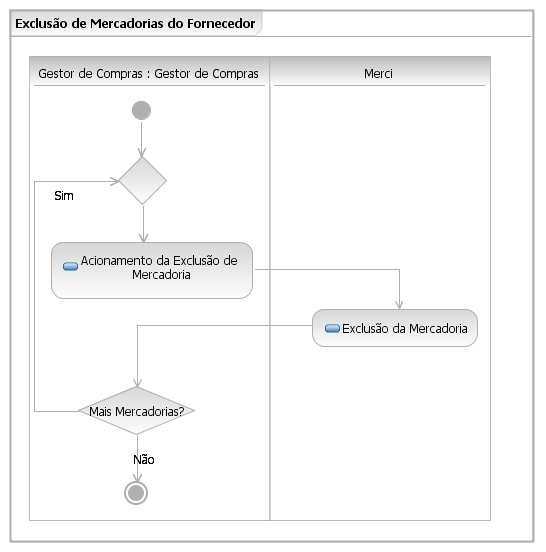 Exclusão de Mercadorias do Fornecedor
Gestor de Compras : Gestor de Compras
Merci
Sim
Acionamento da Exclusão de
Mercadoria
Exclusão da Mercadoria
Mais Mercadorias?
Não